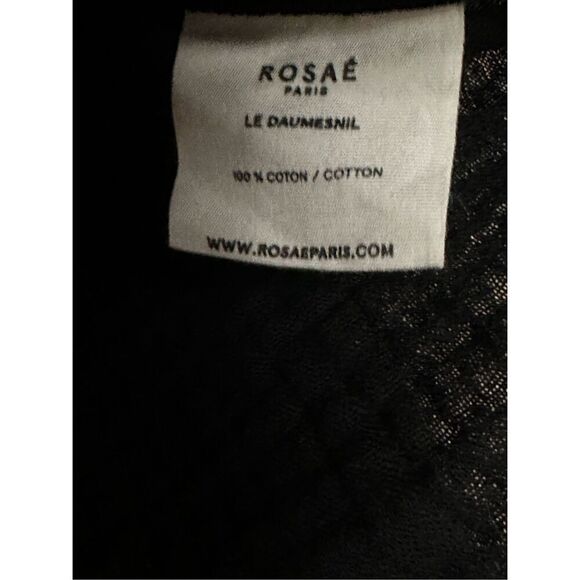 ROSAÉ
PARIS
LE DAUMESNIL
100 % COTON / COTTON
WWW.ROSAEPARIS.COM